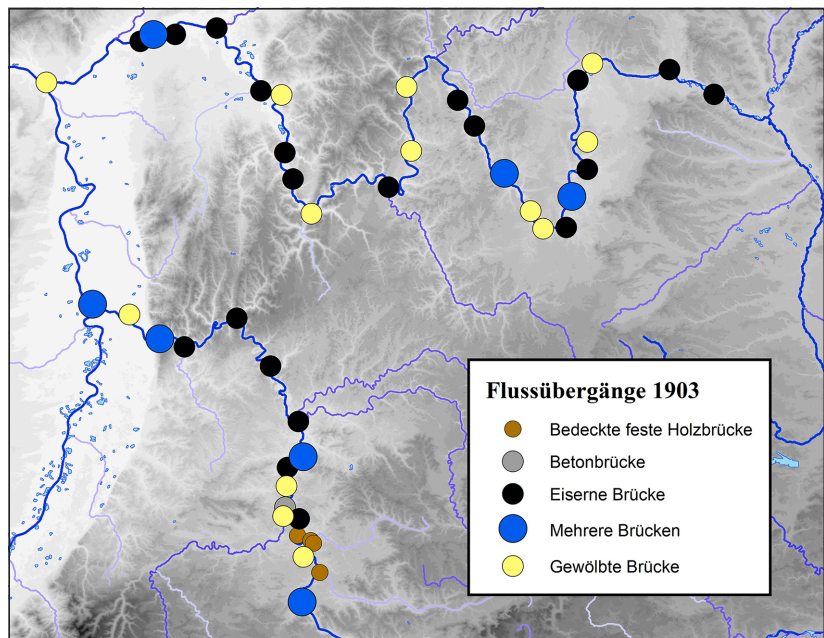 Flussübergänge 1903
Bedeckte feste Holzbrücke
Betonbrücke
Eiserne Brücke
Mehrere Brücken
Gewölbte Brücke